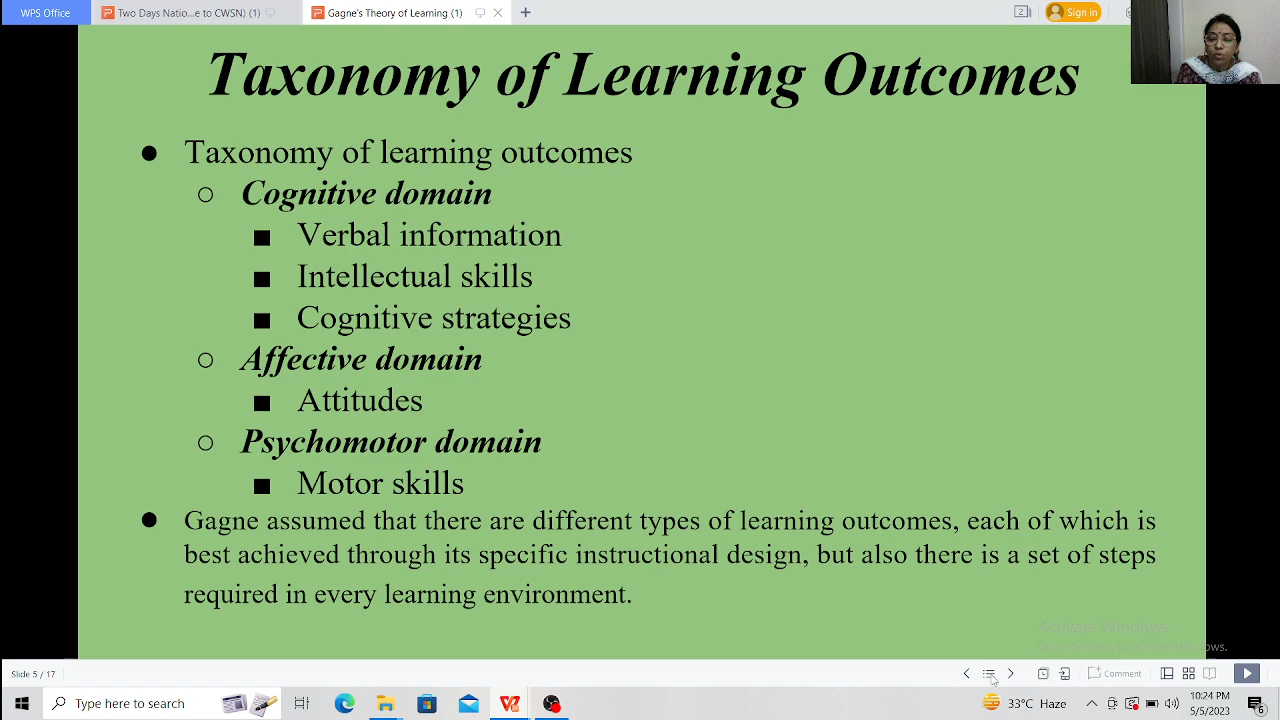 WPS Office
Two Days Natio...e to CWSN) (1)
Gagne's Theory of Learning (1)
2
Sign in
Taxonomy of Learning Outcomes
Taxonomy of learning outcomes
Cognitive domain
Verbal information
Intellectual skills
Cognitive strategies
Affective domain
Attitudes
Psychomotor domain
Motor skills
Gagne assumed that there are different types of learning outcomes, each of which is
best achieved through its specific instructional design, but also there is a set of steps
required in every learning environment.
Activate Windows
Slide 5 / 17
Comment
Type here to search
33°C Haze
10:24 PM
5/5/2023
6